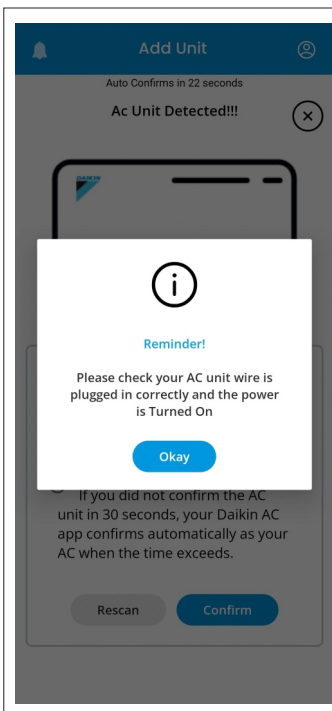 Add Unit
Auto Confirms in 22 seconds
Ac Unit Detected!!!
DAIKIN
Reminder!
Please check your AC unit wire is
plugged in correctly and the power
is Turned On
Okay
If you did not confirm the AC
unit in 30 seconds, your Daikin AC
app confirms automatically as your
AC when the time exceeds.
Rescan
Confirm